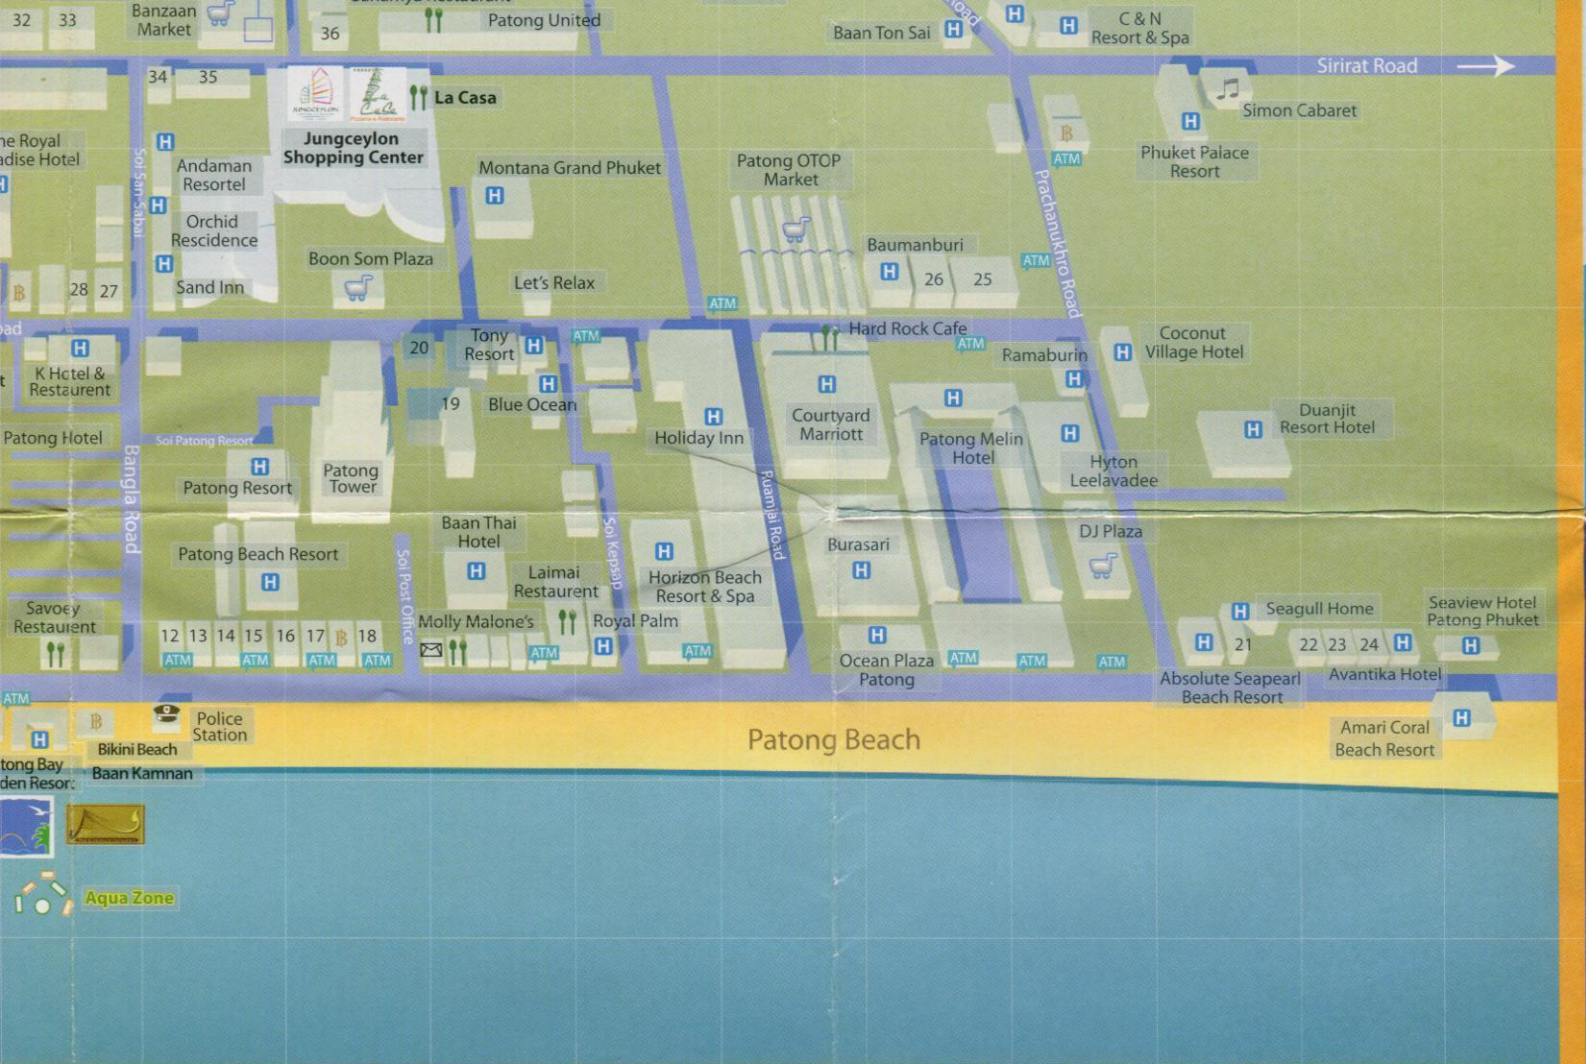 32
33
Banzaan
Market
36
Patong United
Baan Ton Sai
C & N
Resort & Spa
Sirirat Road
34
35
JUNGCEYLON
La Casa
Jungceylon
Shopping Center
Simon Cabaret
Phuket Palace
Resort
ATM
he Royal
adise Hotel
Soi San Sabai
Andaman
Resortel
Orchid
Rescidence
Sand Inn
Boon Som Plaza
Montana Grand Phuket
Let's Relax
Patong OTOP
Market
Baumanburi
26
25
ATM
ATM
Prachanukhro Road
28
27
oad
K Hotel &
Restaurent
20
Tony
Resort
ATM
Hard Rock Cafe
ATM
Ramaburin
Coconut
Village Hotel
19
Blue Ocean
Patong Hotel
Soi Patong Resort
Bangla Road
Patong Resort
Patong
Tower
Holiday Inn
Courtyard
Marriott
Patong Melin
Hotel
Hyton
Leelavadee
Duanjit
Resort Hotel
Ruamjai Road
Patong Beach Resort
Baan Thai
Hotel
Soi Post Office
Soi Kepsap
Laimai
Restaurent
Horizon Beach
Resort & Spa
Burasari
DJ Plaza
Savoey
Restaurent
12
13
14
15
16
17
18
ATM
ATM
ATM
ATM
Molly Malone's
ATM
Royal Palm
ATM
Ocean Plaza
Patong
ATM
ATM
ATM
Seagull Home
21
22
23
24
Absolute Seapearl
Beach Resort
Avantika Hotel
Seaview Hotel
Patong Phuket
Amari Coral
Beach Resort
ATM
Police
Station
Bikini Beach
Baan Kamnan
tong Bay
den Resort
Patong Beach
Aqua Zone